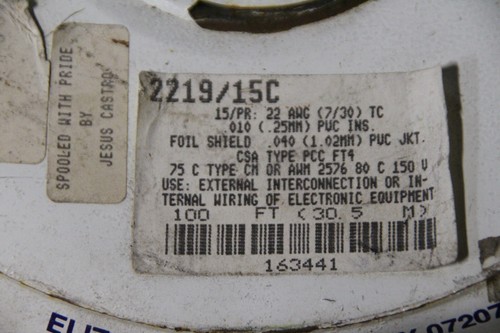 SPOOLED WITH PRIDE
BY
JESUS CASTRO
2219/15C
15/PR: 22 AWG (7/30) TC
.010 (.25MM) PVC INS.
FOIL SHIELD .040 (1.02MM) PVC JKT.
CSA TYPE PCC FT4
75 C TYPE CM OR AWM 2576 80 C 150 V
USE: EXTERNAL INTERCONNECTION OR IN-
TERNAL WIRING OF ELECTRONIC EQUIPMENT
100 FT (30.5 M)
163441
ELIZ
07207